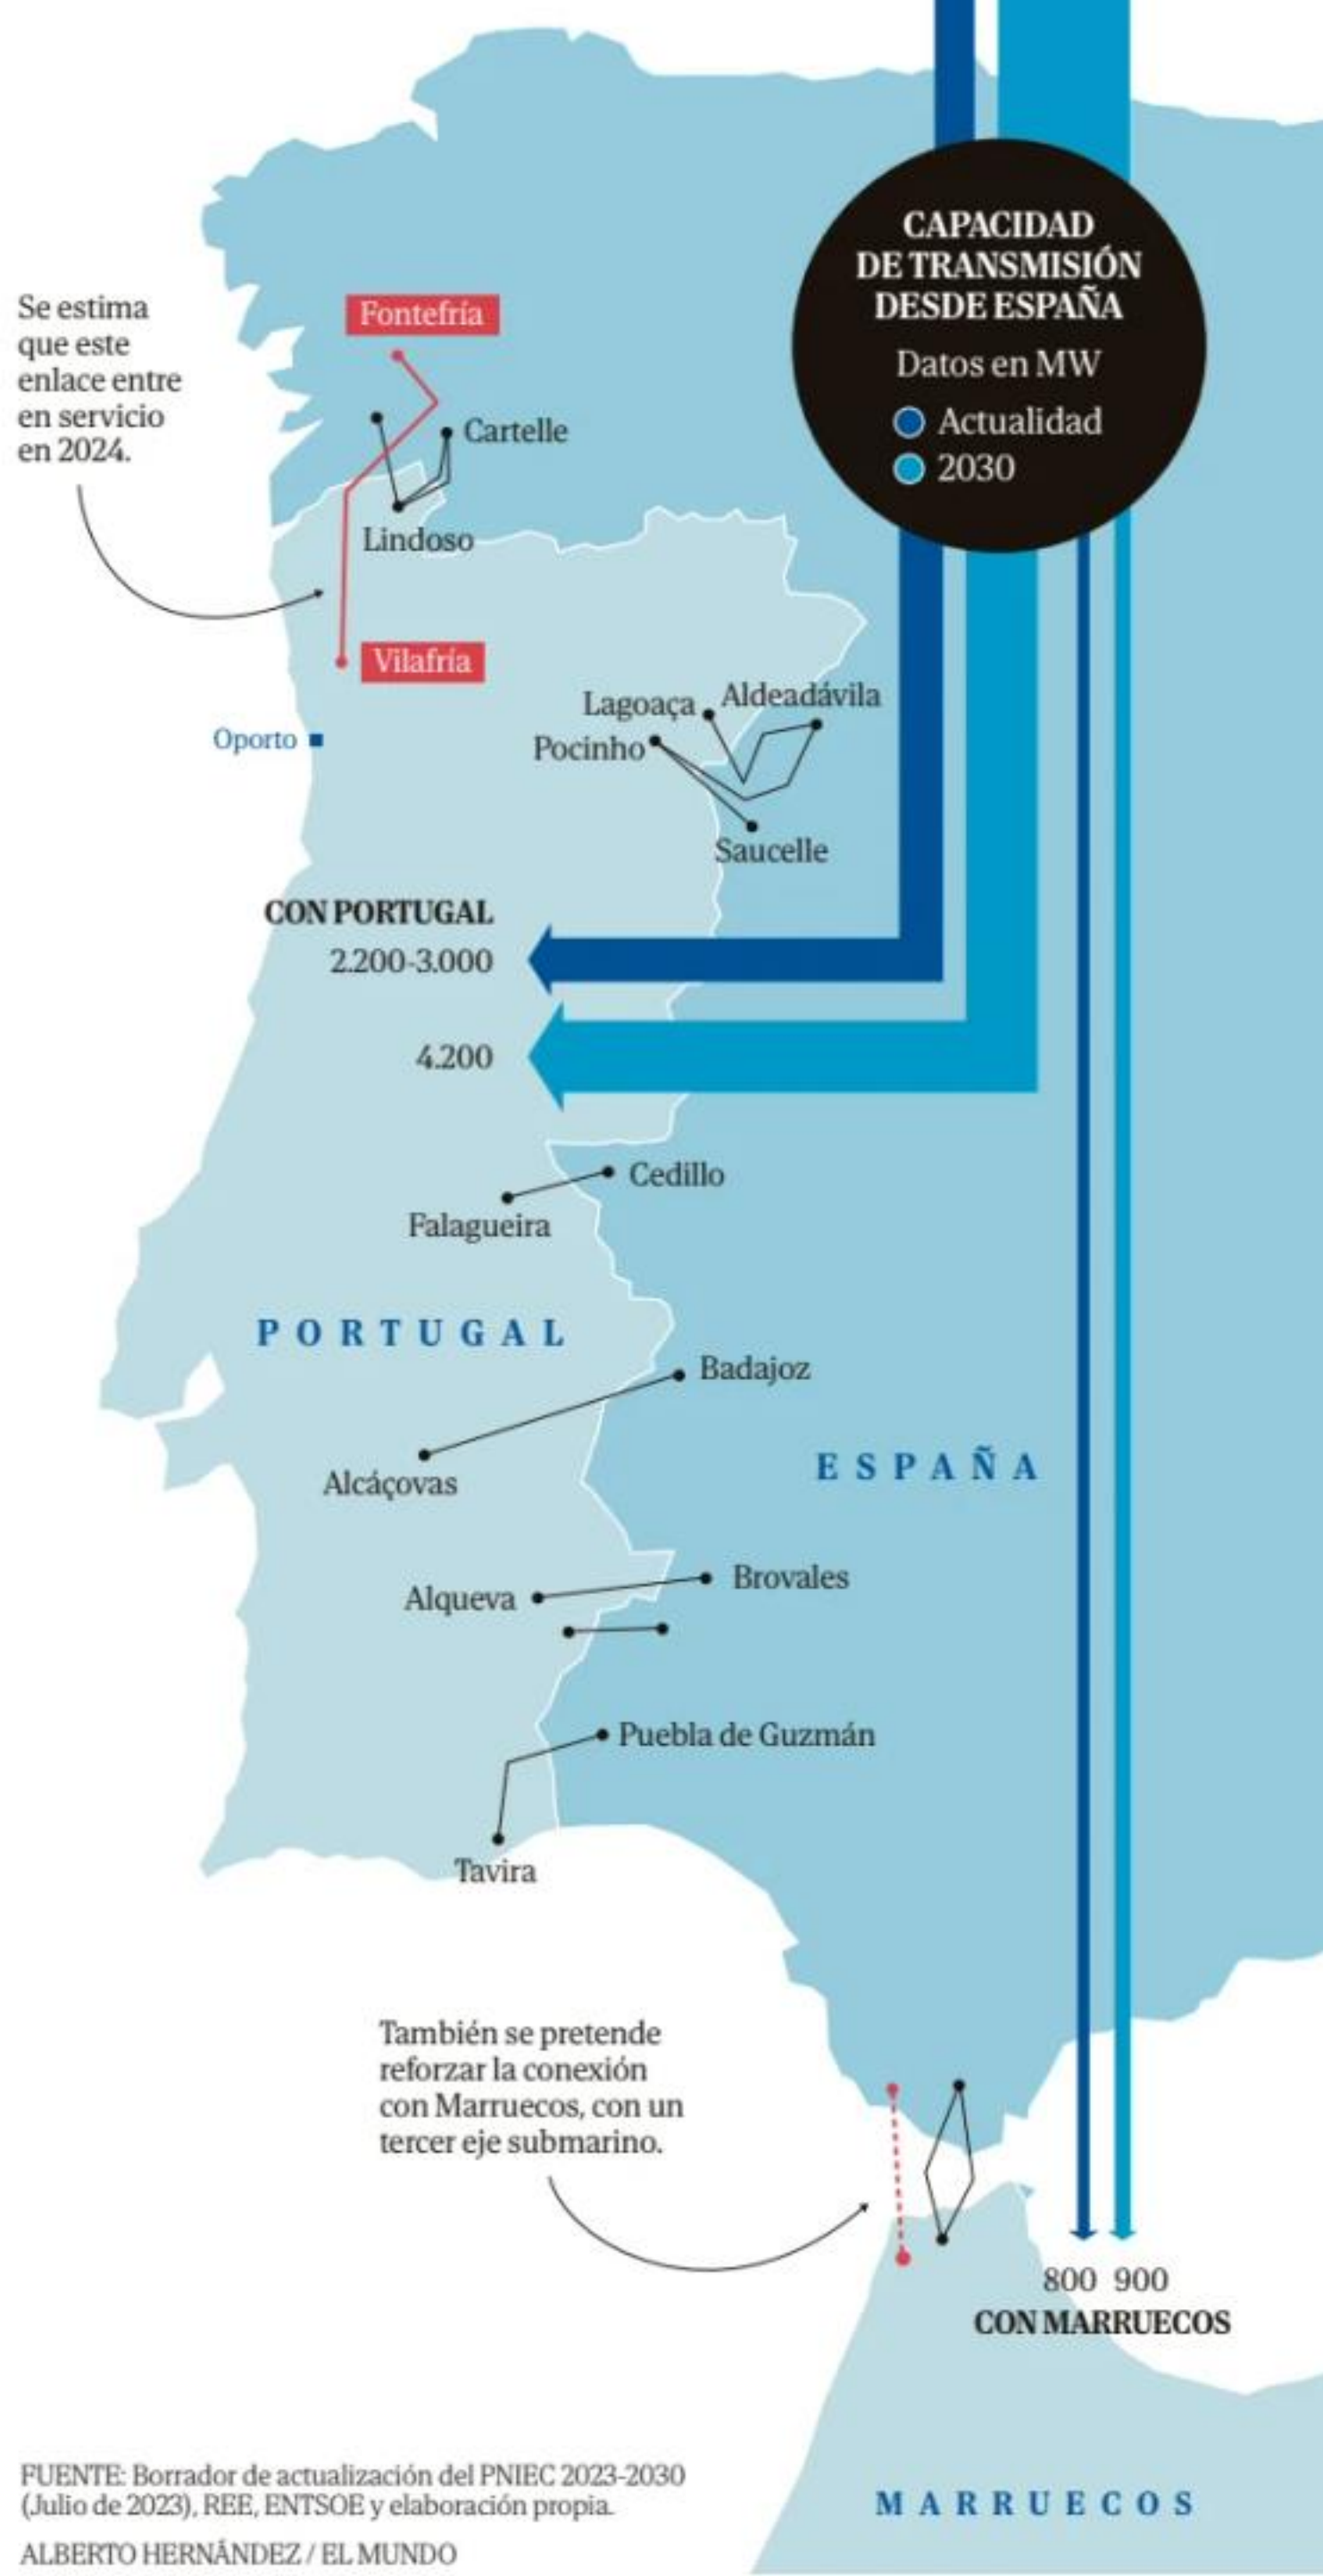 CAPACIDAD
DE TRANSMISIÓN
DESDE ESPAÑA
Datos en MW
Actualidad
2030
Se estima
que este
enlace entre
en servicio
en 2024.
Fontefría
Cartelle
Lindoso
Vilafría
Oporto
Lagoaça
Aldeadávila
Pocinho
Saucelle
CON PORTUGAL
2.200-3.000
4.200
Cedillo
Falagueira
PORTUGAL
Badajoz
Alcáçovas
ESPAÑA
Brovales
Alqueva
Puebla de Guzmán
Tavira
También se pretende
reforzar la conexión
con Marruecos, con un
tercer eje submarino.
800 900
CON MARRUECOS
MARRUECOS
FUENTE: Borrador de actualización del PNIEC 2023-2030
(Julio de 2023), REE, ENTSOE y elaboración propia.
ALBERTO HERNÁNDEZ / EL MUNDO